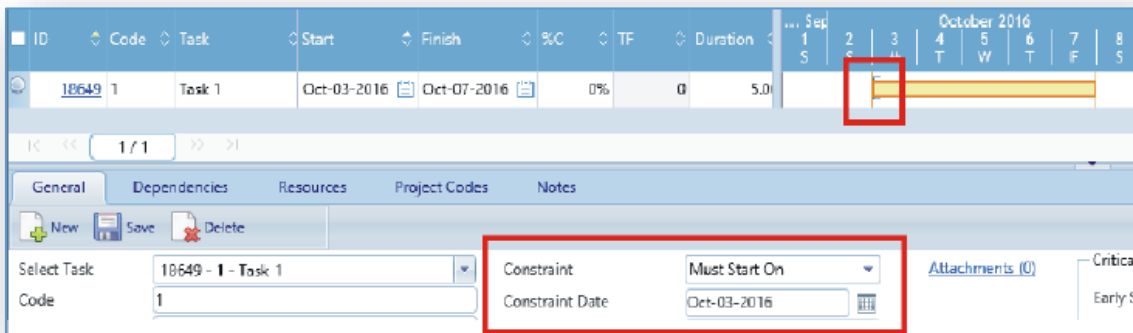 ... Sep October 2016
ID Code Task Start Finish %C TF Duration 1 2 3 4 5 6 7 8
S S T W T F S
18649 1 Task 1 Oct-03-2016 Oct-07-2016 0% 0 5.0
1 / 1
General Dependencies Resources Project Codes Notes
New Save Delete
Select Task 18649 - 1 - Task 1 Constraint Must Start On Attachments (0) Critica
Code 1 Constraint Date Oct-03-2016 Early S